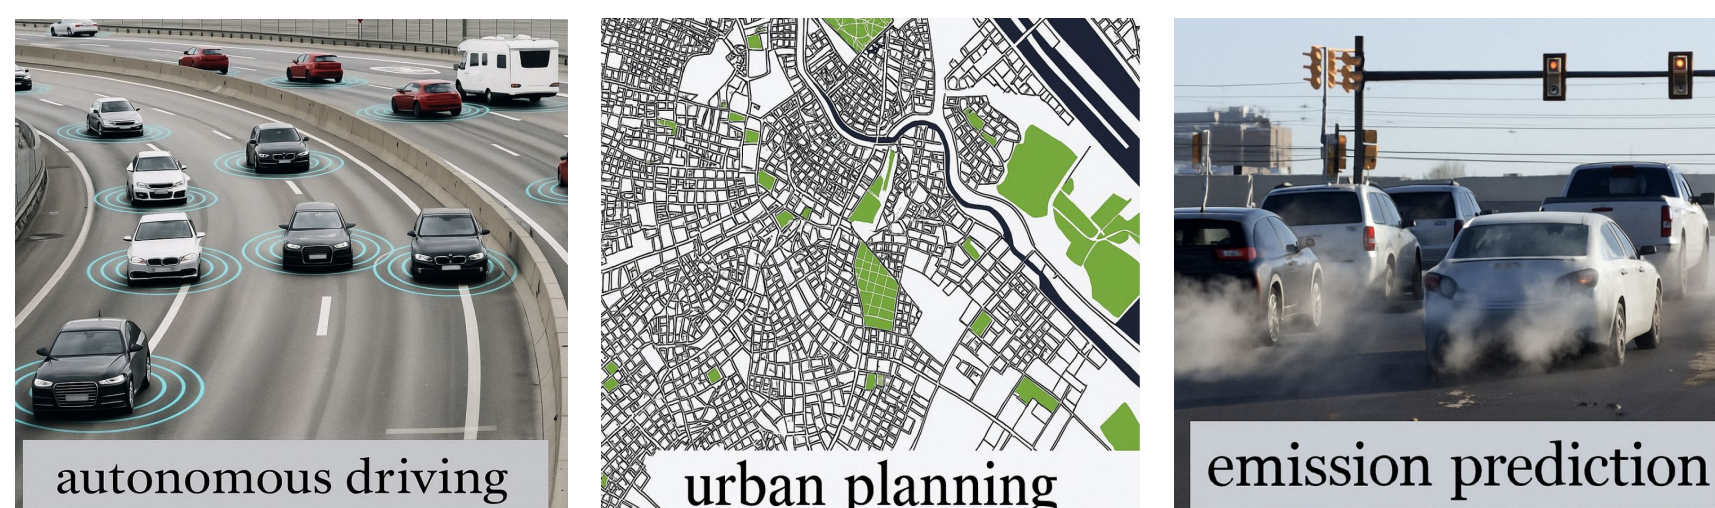 autonomous driving
urban planning
emission prediction